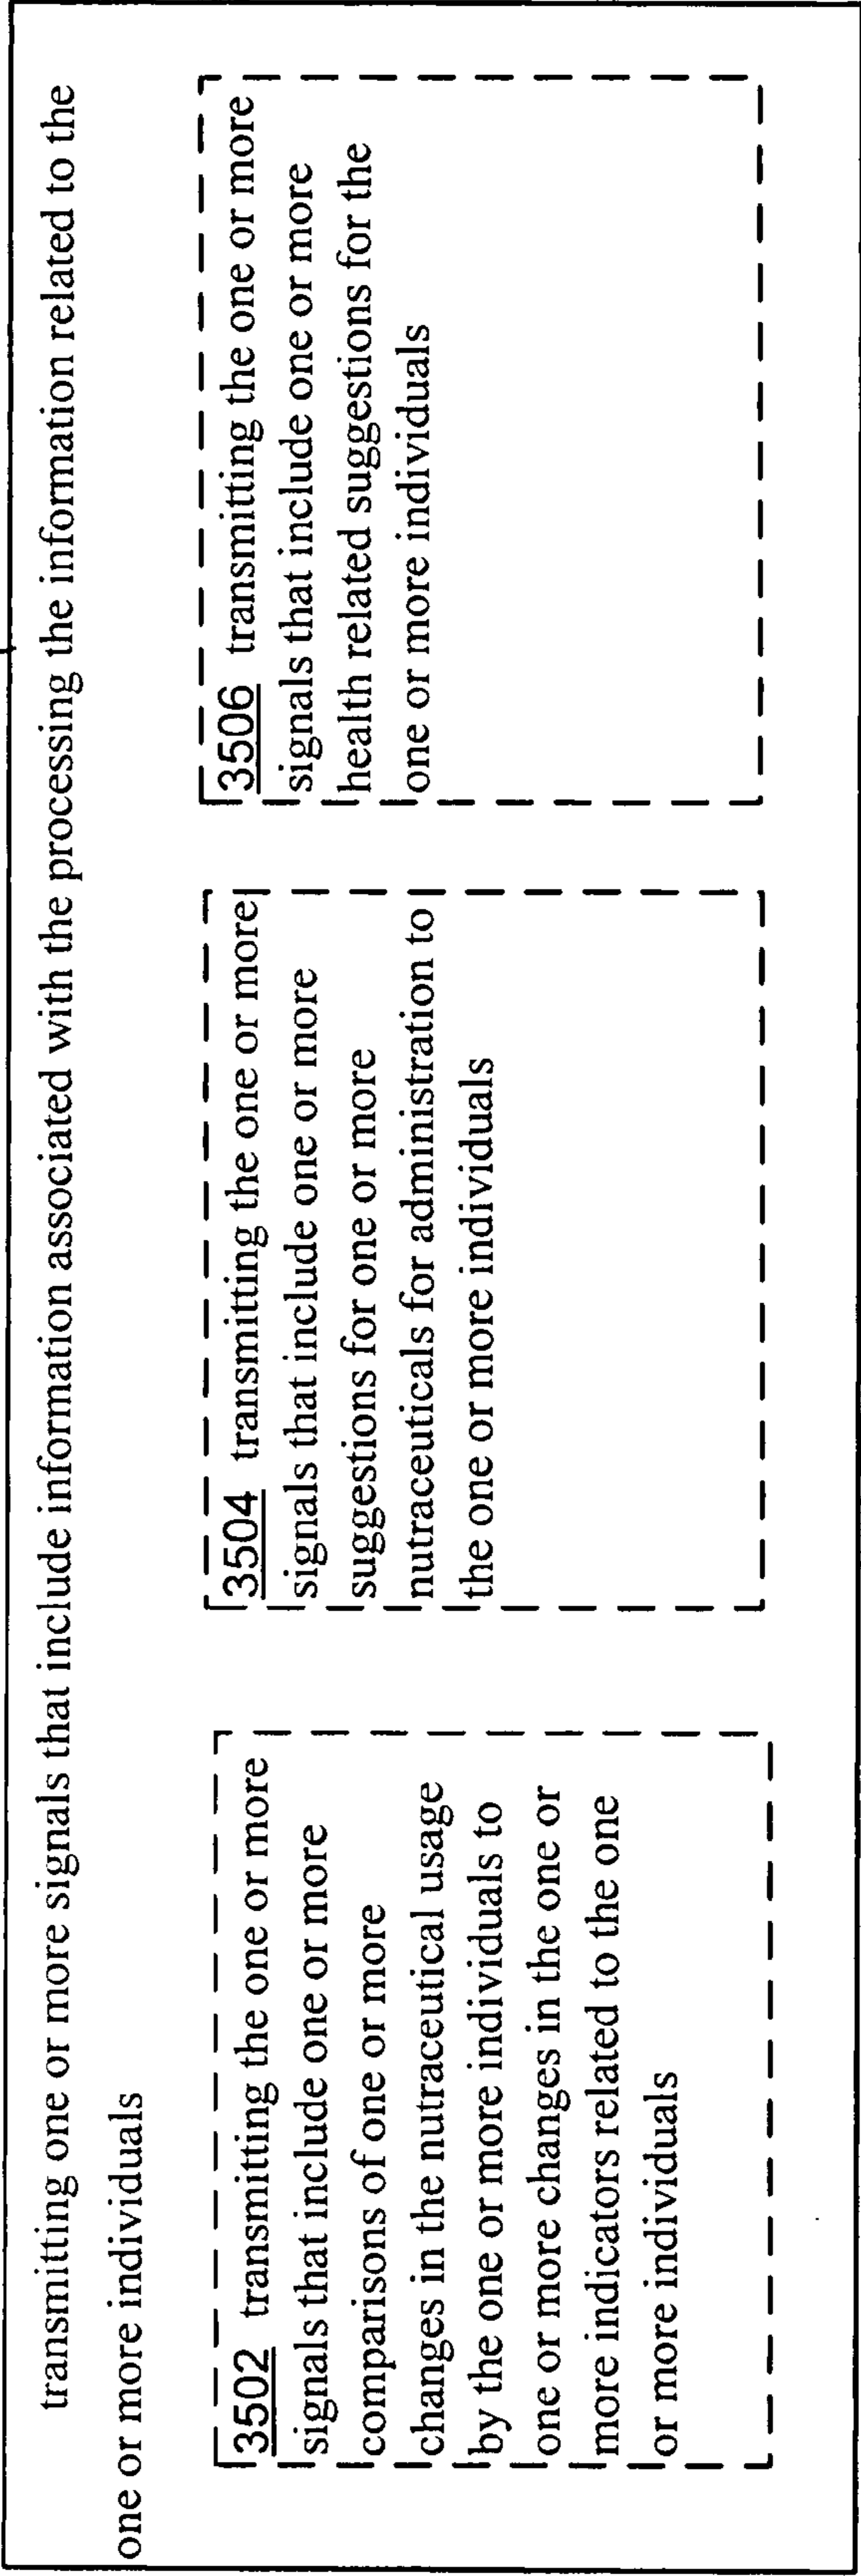 transmitting one or more signals that include information associated with the processing the information related to the
one or more individuals
3502 transmitting the one or more
signals that include one or more
comparisons of one or more
changes in the nutraceutical usage
by the one or more individuals to
one or more changes in the one or
more indicators related to the one
or more individuals
3504 transmitting the one or more
signals that include one or more
suggestions for one or more
nutraceuticals for administration to
the one or more individuals
3506 transmitting the one or more
signals that include one or more
health related suggestions for the
one or more individuals